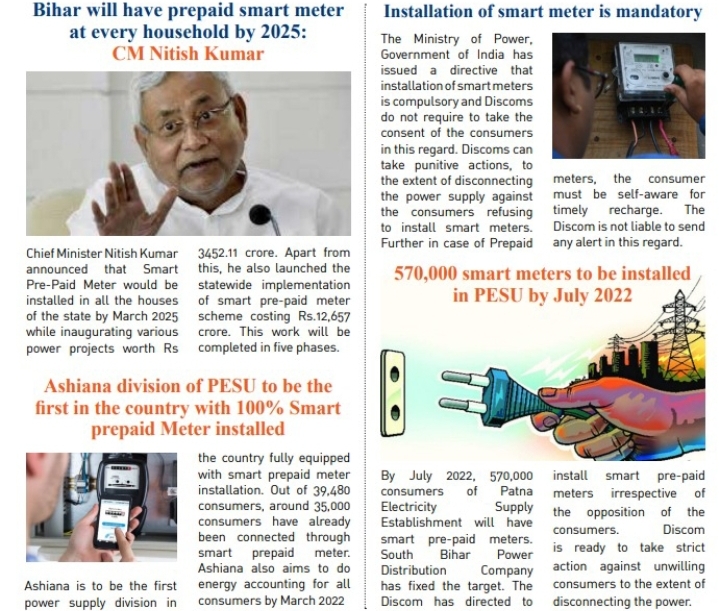 Bihar will have prepaid smart meter
at every household by 2025:
CM Nitish Kumar
Chief Minister Nitish Kumar
announced that Smart
Pre-Paid Meter would be
installed in all the houses
of the state by March 2025
while inaugurating various
power projects worth Rs
3452.11 crore. Apart from
this, he also launched the
statewide implementation
of smart pre-paid meter
scheme costing Rs.12,657
crore. This work will be
completed in five phases.
Ashiana division of PESU to be the
first in the country with 100% Smart
prepaid Meter installed
Ashiana is to be the first
power supply division in
the country fully equipped
with smart prepaid meter
installation. Out of 39,480
consumers, around 35,000
consumers have already
been connected through
smart prepaid meter.
Ashiana also aims to do
energy accounting for all
consumers by March 2022
Installation of smart meter is mandatory
The Ministry of Power,
Government of India has
issued a directive that
installation of smart meters
is compulsory and Discoms
do not require to take the
consent of the consumers
in this regard. Discoms can
take punitive actions, to
the extent of disconnecting
the power supply against
the consumers refusing
to install smart meters.
Further in case of Prepaid
meters, the consumer
must be self-aware for
timely recharge. The
Discom is not liable to send
any alert in this regard.
570,000 smart meters to be installed
in PESU by July 2022
By July 2022, 570,000
consumers of Patna
Electricity Supply
Establishment will have
smart pre-paid meters.
South Bihar Power
Distribution Company
has fixed the target. The
Discom has directed to
install smart pre-paid
meters irrespective of
the opposition of the
consumers. Discom
is ready to take strict
action against unwilling
consumers to the extent of
disconnecting the power.